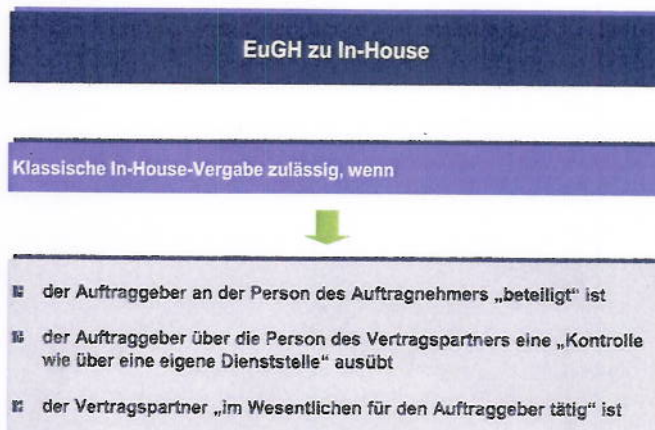 EuGH zu In-House
Klassische In-House-Vergabe zulässig, wenn
der Auftraggeber an der Person des Auftragnehmers „beteiligt“ ist
der Auftraggeber über die Person des Vertragspartners eine „Kontrolle
wie über eine eigene Dienststelle“ ausübt
der Vertragspartner „im Wesentlichen für den Auftraggeber tätig“ ist